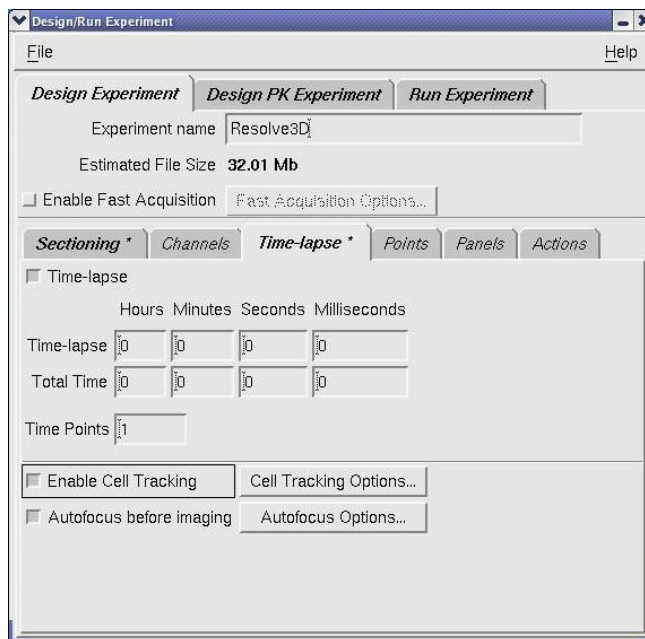 Design/Run Experiment
File Help
Design Experiment Design PK Experiment Run Experiment
Experiment name Resolve3D
Estimated File Size 32.01 Mb
Enable Fast Acquisition Fast Acquisition Options...
Sectioning * Channels Time-lapse * Points Panels Actions
Time-lapse
Hours Minutes Seconds Milliseconds
Time-lapse 0 0 0 0
Total Time 0 0 0 0
Time Points 1
Enable Cell Tracking Cell Tracking Options...
Autofocus before imaging Autofocus Options...